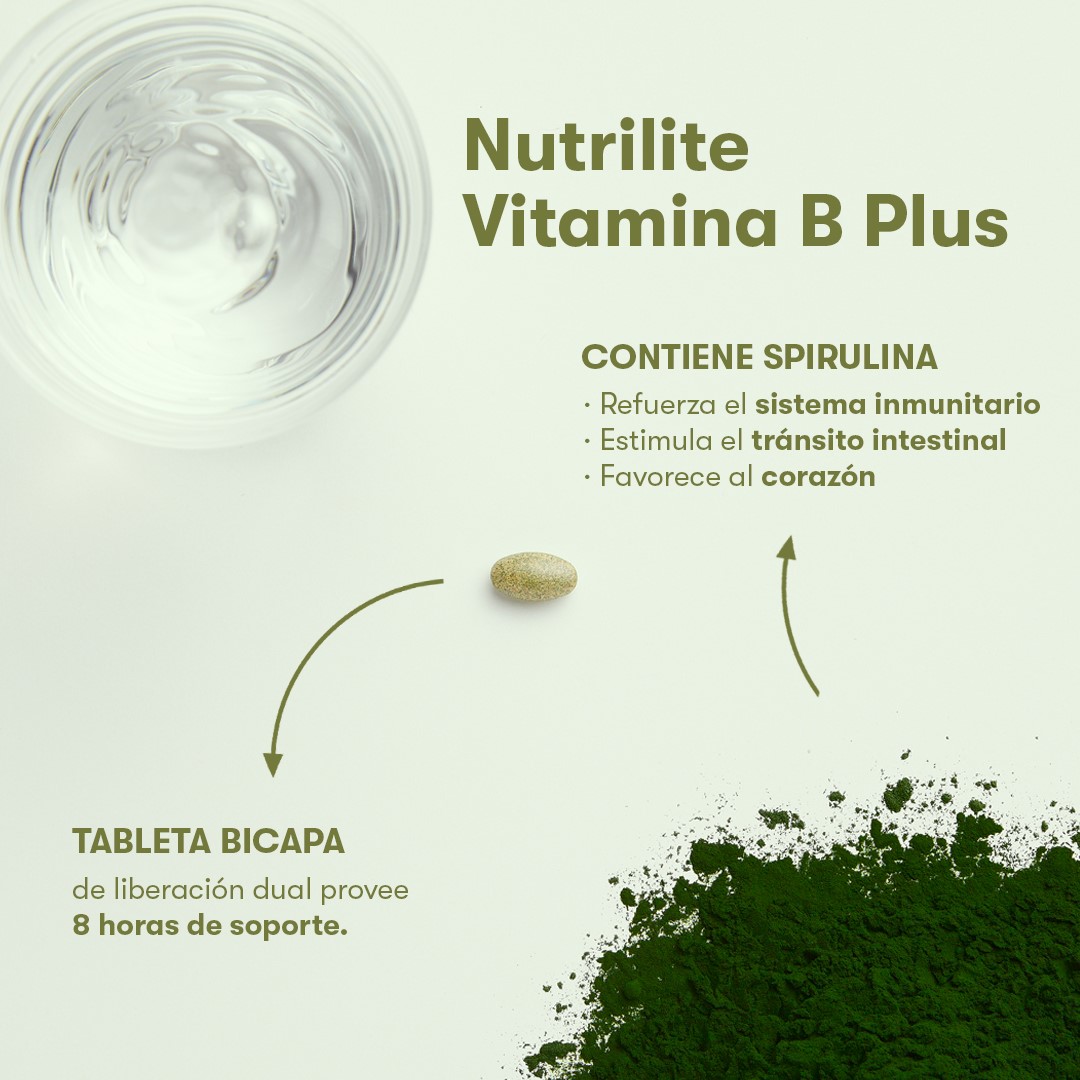 Nutrilite
Vitamina B Plus
CONTIENE SPIRULINA
· Refuerza el sistema inmunitario
· Estimula el tránsito intestinal
· Favorece al corazón
TABLETA BICAPA
de liberación dual provee
8 horas de soporte.